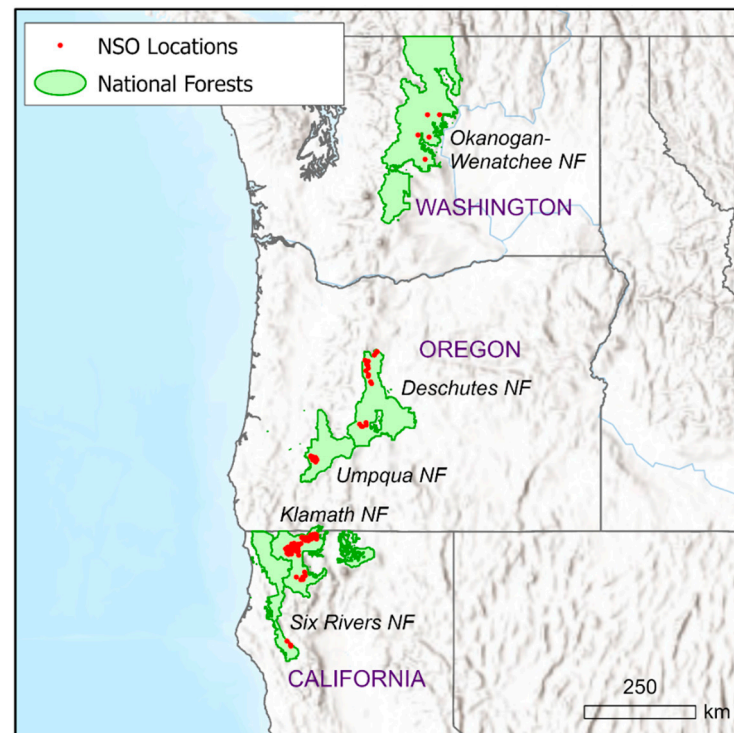 NSO Locations
National Forests
Okanogan-
Wenatchee NF
WASHINGTON
OREGON
Deschutes NF
Umpqua NF
Klamath NF
Six Rivers NF
CALIFORNIA
250
km